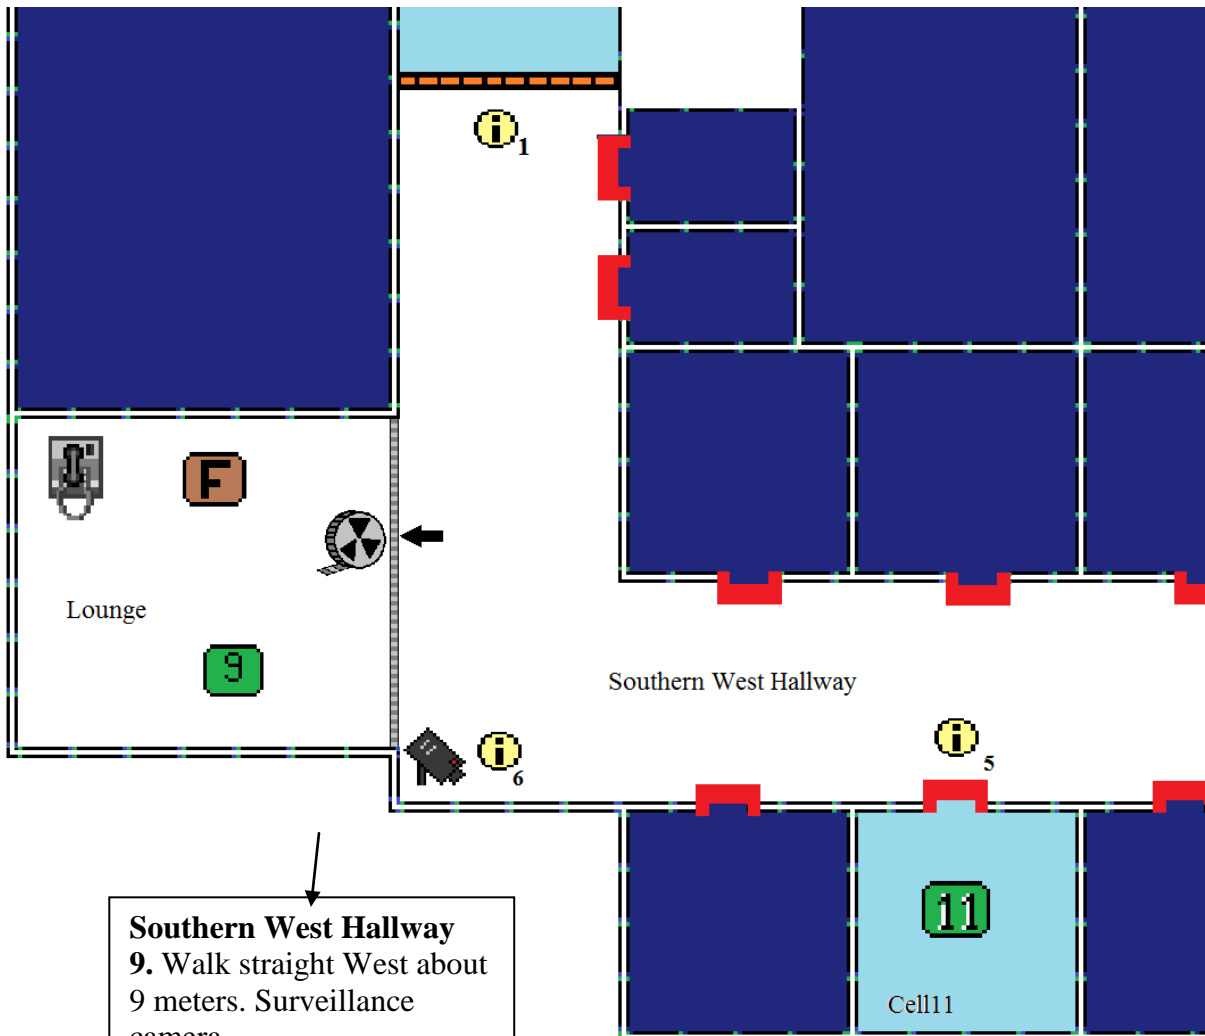 i
1
F
Lounge
9
Southern West Hallway
i
5
i
6
11
Cell11
Southern West Hallway
9. Walk straight West about
9 meters. Surveillance
camera